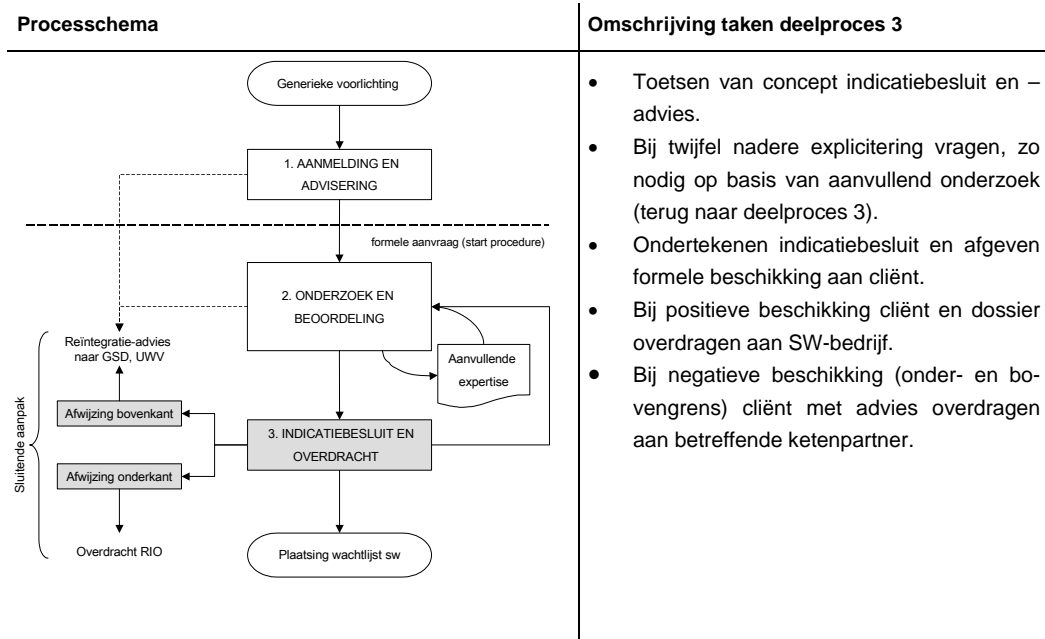 Processchema
Omschrijving taken deelproces 3
Generieke voorlichting
1. AANMELDING EN
ADVISERING
formele aanvraag (start procedure)
2. ONDERZOEK EN
BEOORDELING
Aanvullende
expertise
Reïntegratie-advies
naar GSD, UWV
Sluitende aanpak
Afwijzing bovenkant
3. INDICATIEBESLUIT EN
OVERDRACHT
Afwijzing onderkant
Overdracht RIO
Plaatsing wachtlijst sw
• Toetsen van concept indicatiebesluit en –
advies.
• Bij twijfel nadere explicitering vragen, zo
nodig op basis van aanvullend onderzoek
(terug naar deelproces 3).
• Ondertekenen indicatiebesluit en afgeven
formele beschikking aan cliënt.
• Bij positieve beschikking cliënt en dossier
overdragen aan SW-bedrijf.
• Bij negatieve beschikking (onder- en bo-
vengrens) cliënt met advies overdragen
aan betreffende ketenpartner.